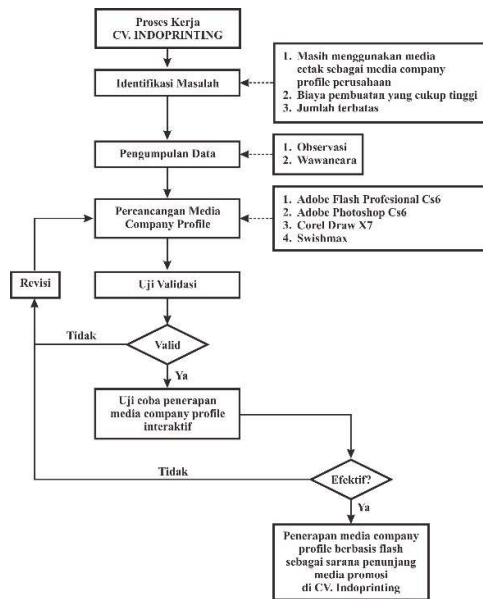 Proses Kerja
CV. INDOPRINTING
Identifikasi Masalah
1. Masih menggunakan media
cetak sebagai media company
profile perusahaan
2. Biaya pembuatan yang cukup tinggi
3. Jumlah terbatas
Pengumpulan Data
1. Observasi
2. Wawancara
Percancangan Media
Company Profile
1. Adobe Flash Profesional Cs6
2. Adobe Photoshop Cs6
3. Corel Draw X7
4. Swishmax
Revisi
Uji Validasi
Tidak
Valid
Ya
Uji coba penerapan
media company profile
interaktif
Tidak
Efektif?
Ya
Penerapan media company
profile berbasis flash
sebagai sarana penunjang
media promosi
di CV. Indoprinting